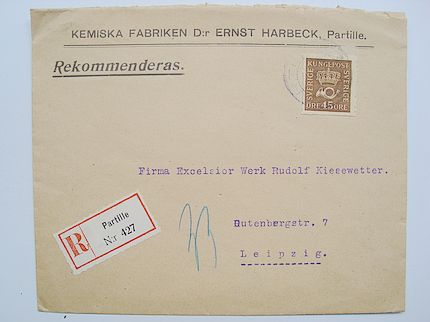 KEMISKA FABRIKEN D:r ERNST HARBECK, Partille.
Rekommenderas.
SVERIGE KUNGL·POST SVERIGE
ÖRE 45 ÖRE
Firma Excelsior Werk Rudolf Kiesewetter.
Gutenbergstr. 7
Leipzig.
R
Partille
N:r 427